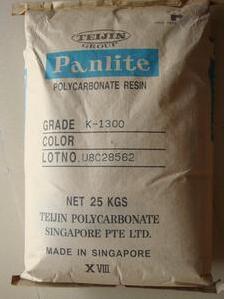 TEIJIN
GROUP
Panlite
POLYCARBONATE RESIN
GRADE K-1300
COLOR
LOTNO. U8C28562
NET 25 KGS
TEIJIN POLYCARBONATE
SINGAPORE PTE LTD.
MADE IN SINGAPORE
X VIII